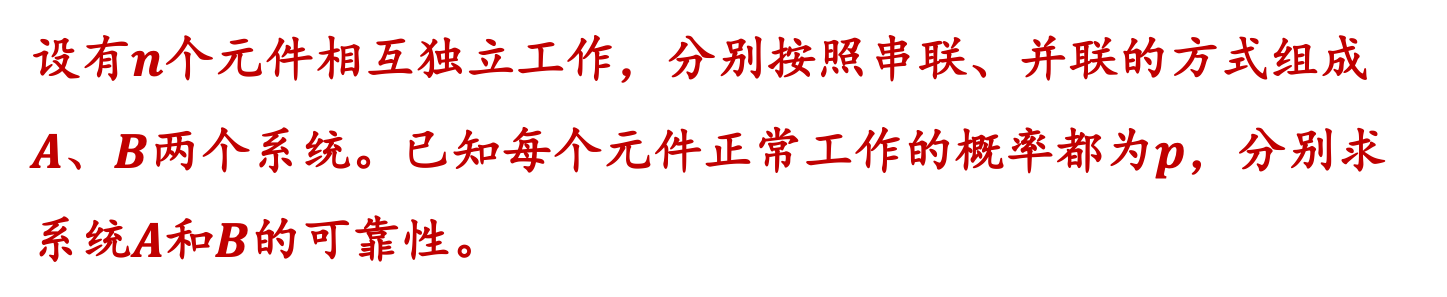 设有n个元件相互独立工作，分别按照串联、并联的方式组成
A、B两个系统。已知每个元件正常工作的概率都为p，分别求
系统A和B的可靠性。